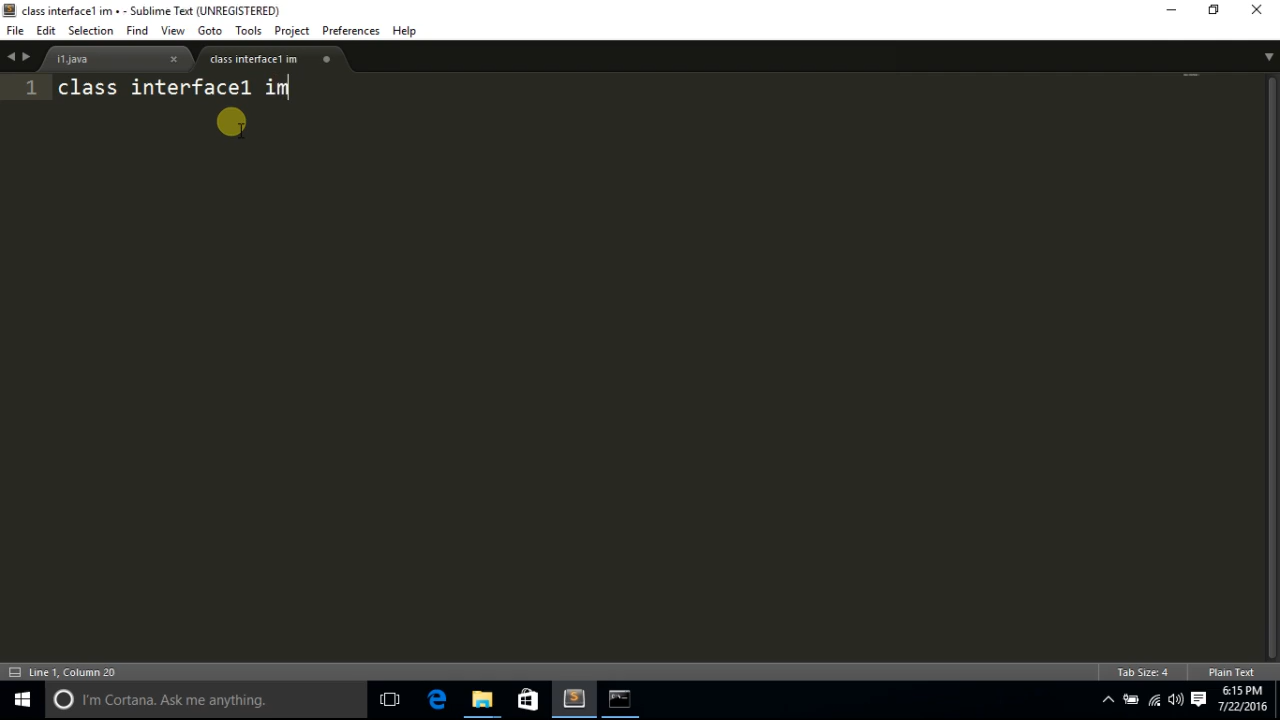 class interface1 im • - Sublime Text (UNREGISTERED)
File Edit Selection Find View Goto Tools Project Preferences Help
i1.java × class interface1 im
1 class interface1 im
Line 1, Column 20 Tab Size: 4 Plain Text
I'm Cortana. Ask me anything. 6:15 PM
7/22/2016